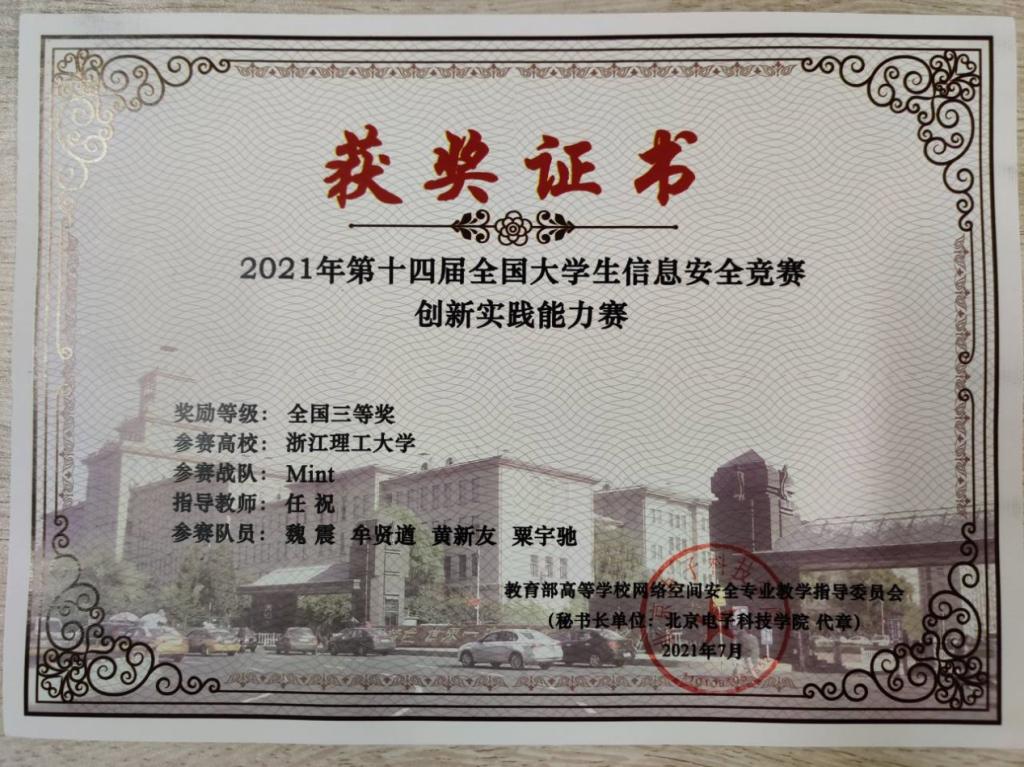 获奖证书
2021年第十四届全国大学生信息安全竞赛
创新实践能力赛
奖励等级： 全国三等奖
参赛高校： 浙江理工大学
参赛战队： Mint
指导教师： 任 祝
参赛队员： 魏 震 牟贤道 黄新友 粟宇驰
教育部高等学校网络空间安全专业教学指导委员会
（秘书长单位：北京电子科技学院 代章）
2021年7月